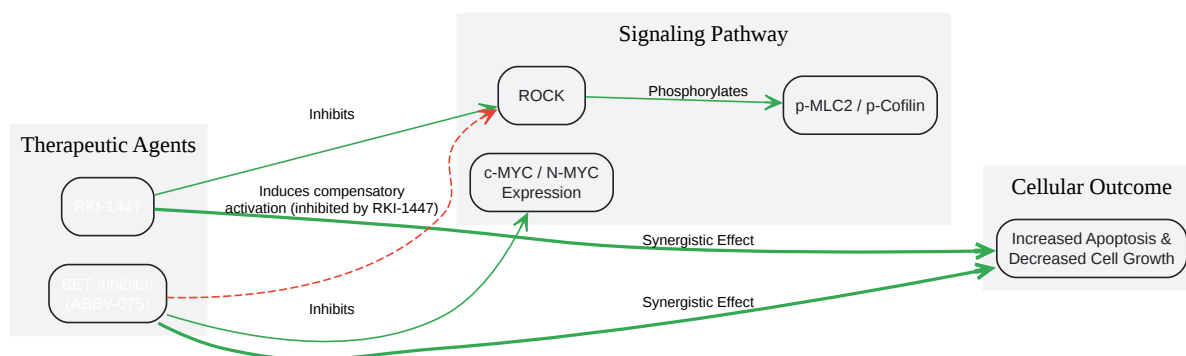 Signaling Pathway
ROCK
Phosphorylates
p-MLC2 / p-Cofilin
Inhibits
Therapeutic Agents
c-MYC / N-MYC
Expression
RKI-1447
Induces compensatory
activation (inhibited by RKI-1447)
Cellular Outcome
Synergistic Effect
Increased Apoptosis &
Decreased Cell Growth
BET Inhibitor
(ABBV-075)
Inhibits
Synergistic Effect